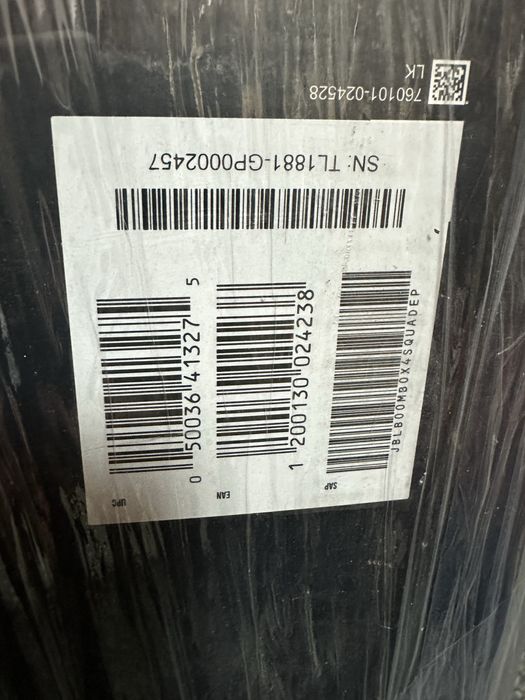 760101-024528
LK
SN: TL1881-GP0002457
UPC
0 50036 41327 5
EAN
1 200130 024238
SAP
JBLBOOMBOX4SQUADEP